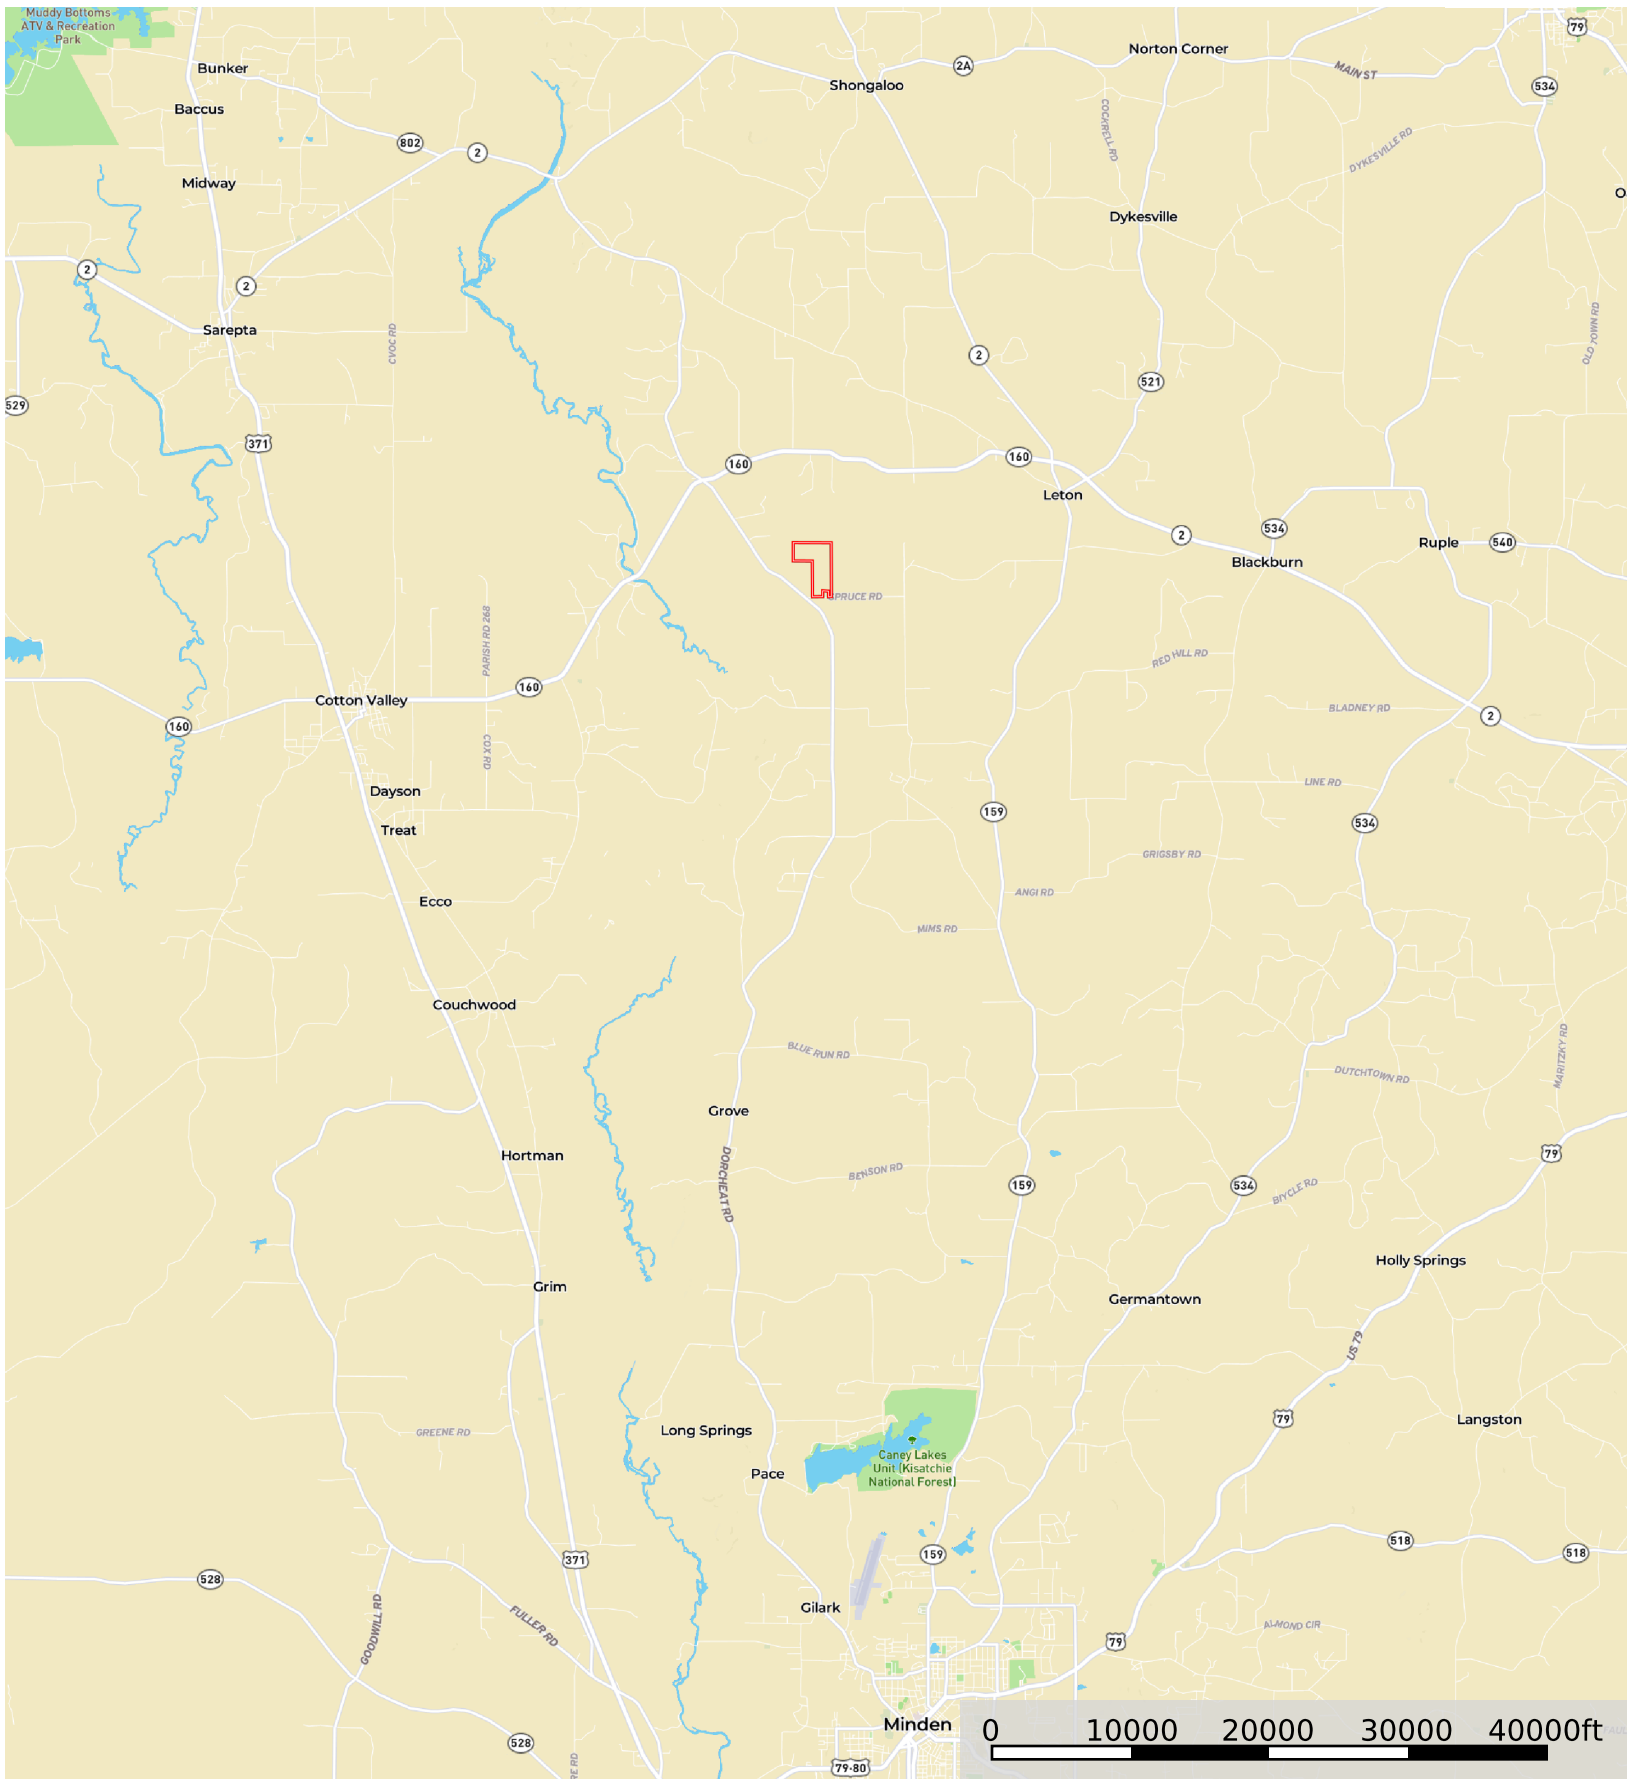 Muddy Bottoms
ATV & Recreation
Park
79
Norton Corner
Bunker
2A
MAIN ST
Shongaloo
534
Baccus
COCKRELL RD
DYKESVILLE RD
802
2
Midway
O
Dykesville
2
2
OLD TOWN RD
Sarepta
CVOC RD
2
521
529
371
160
160
Leton
534
2
Ruple
540
Blackburn
SPRUCE RD
PARISH RD 268
RED HILL RD
160
Cotton Valley
BLADNEY RD
2
160
COX RD
LINE RD
Dayson
159
534
Treat
GRIGSBY RD
ANGI RD
Ecco
MIMS RD
Couchwood
BLUE RUN RD
MARITZKY RD
DUTCHTOWN RD
Grove
Hortman
79
DORCHEAT RD
BENSON RD
159
534
BIYCLE RD
Holly Springs
Grim
Germantown
US 79
79
Langston
GREENE RD
Long Springs
Caney Lakes
Unit (Kisatchie
National Forest)
Pace
518
159
518
371
528
GOODWILL RD
FULLER RD
Gilark
ALMOND CIR
79
Minden
528
79-80
RE RD
0 10000 20000 30000 40000ft